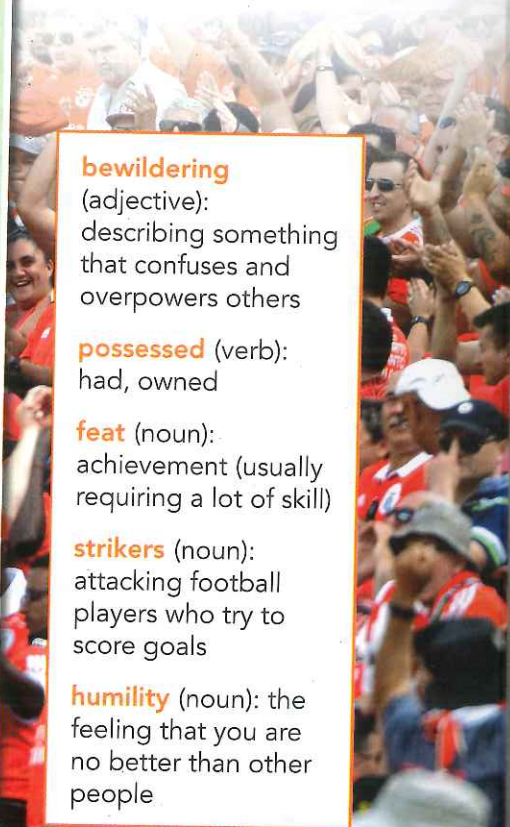 bewildering
(adjective):
describing something
that confuses and
overpowers others
possessed (verb):
had, owned
feat (noun):
achievement (usually
requiring a lot of skill)
strikers (noun):
attacking football
players who try to
score goals
humility (noun): the
feeling that you are
no better than other
people